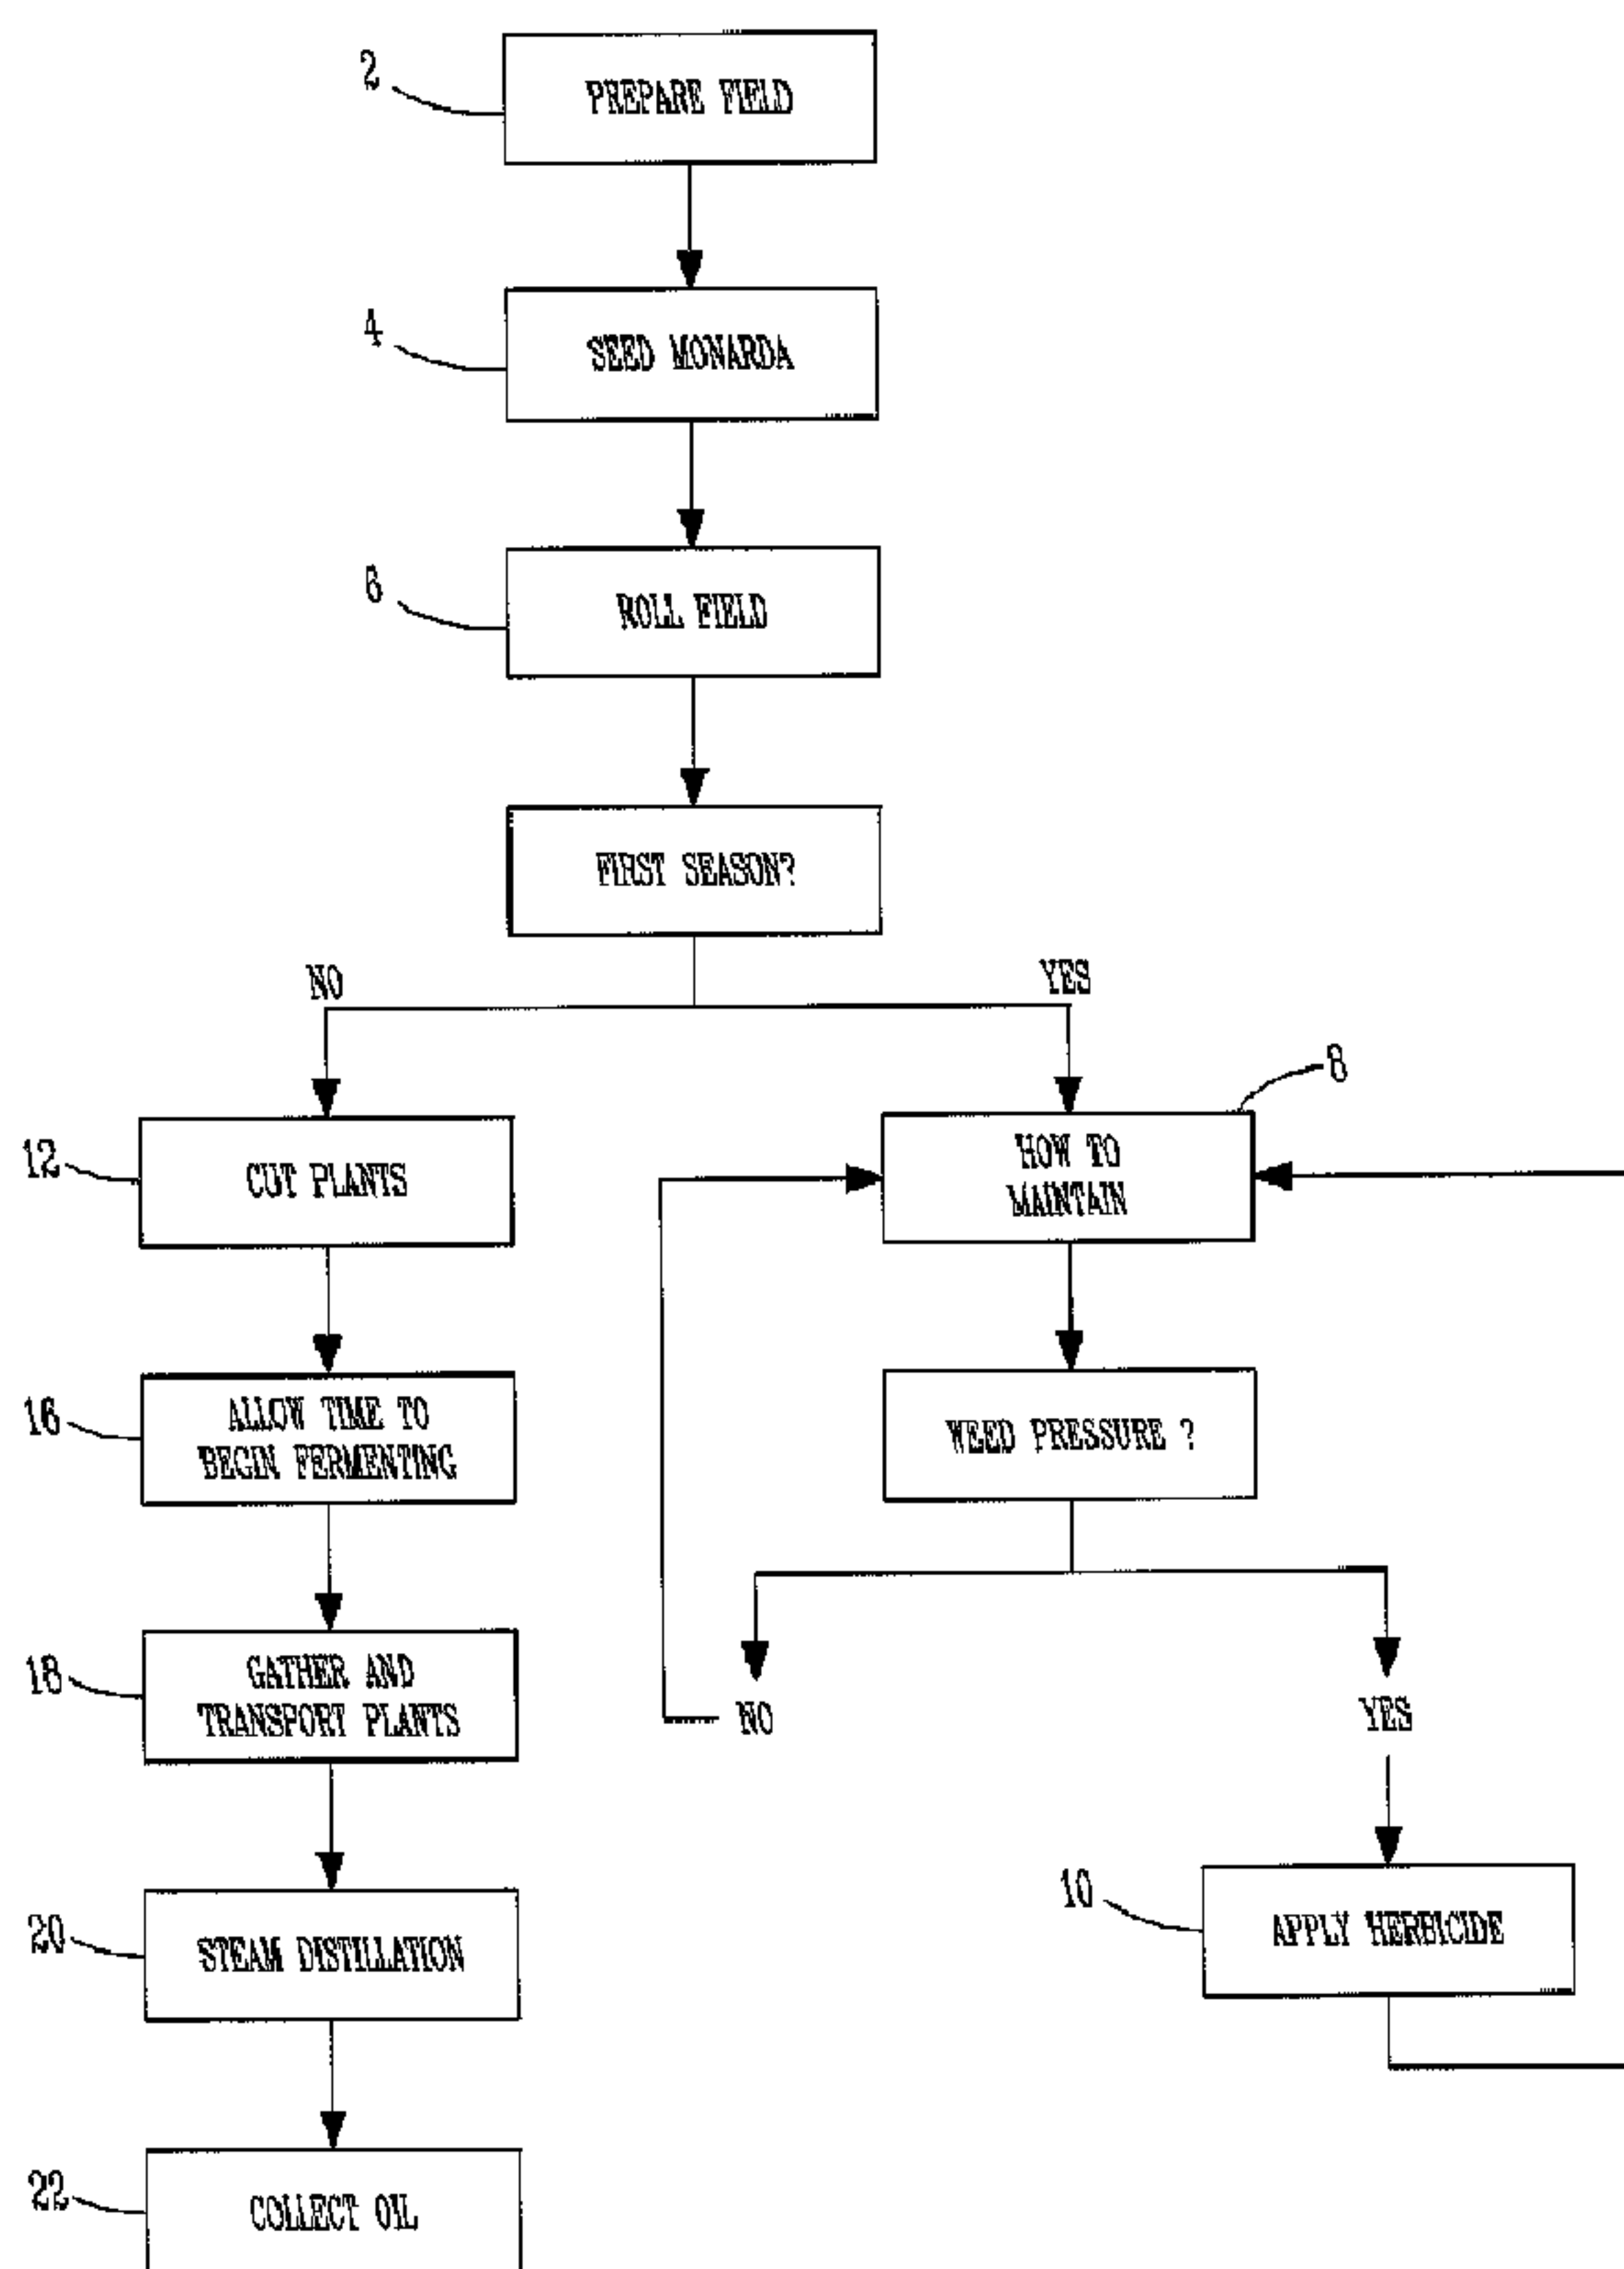 2
PREPARE FIELD
4
SEED MONARDA
6
ROLL FIELD
FIRST SEASON?
NO
YES
8
12
CUT PLANTS
HOW TO
MAINTAIN
16
ALLOW TIME TO
BEGIN FERMENTING
WEED PRESSURE ?
18
GATHER AND
TRANSPORT PLANTS
NO
YES
10
APPLY HERBICIDE
20
STEAM DISTILLATION
22
COLLECT OIL